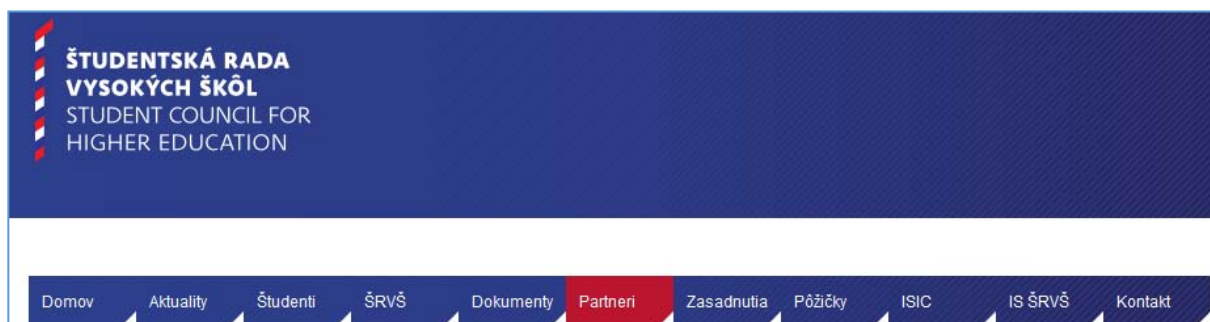 ŠTUDENTSKÁ RADA
VYSOKÝCH ŠKÔL
STUDENT COUNCIL FOR
HIGHER EDUCATION
Domov Aktuality Študenti ŠRVŠ Dokumenty Partneri Zasadnutia Pôžičky ISIC IS ŠRVŠ Kontakt